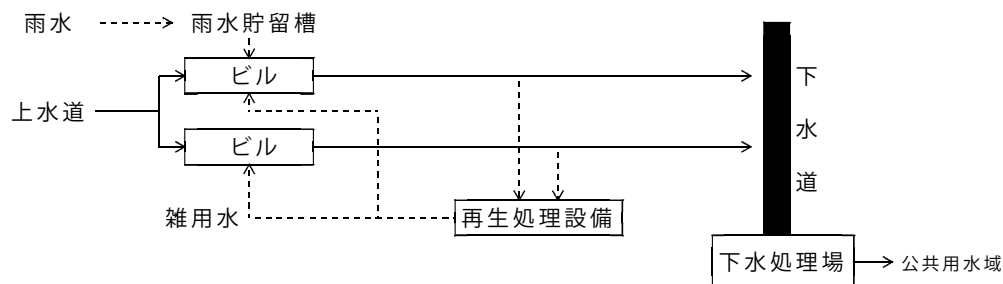 雨水
雨水貯留槽
ビル
上水道
ビル
雑用水
再生処理設備
下水道
下水処理場
公共用水域